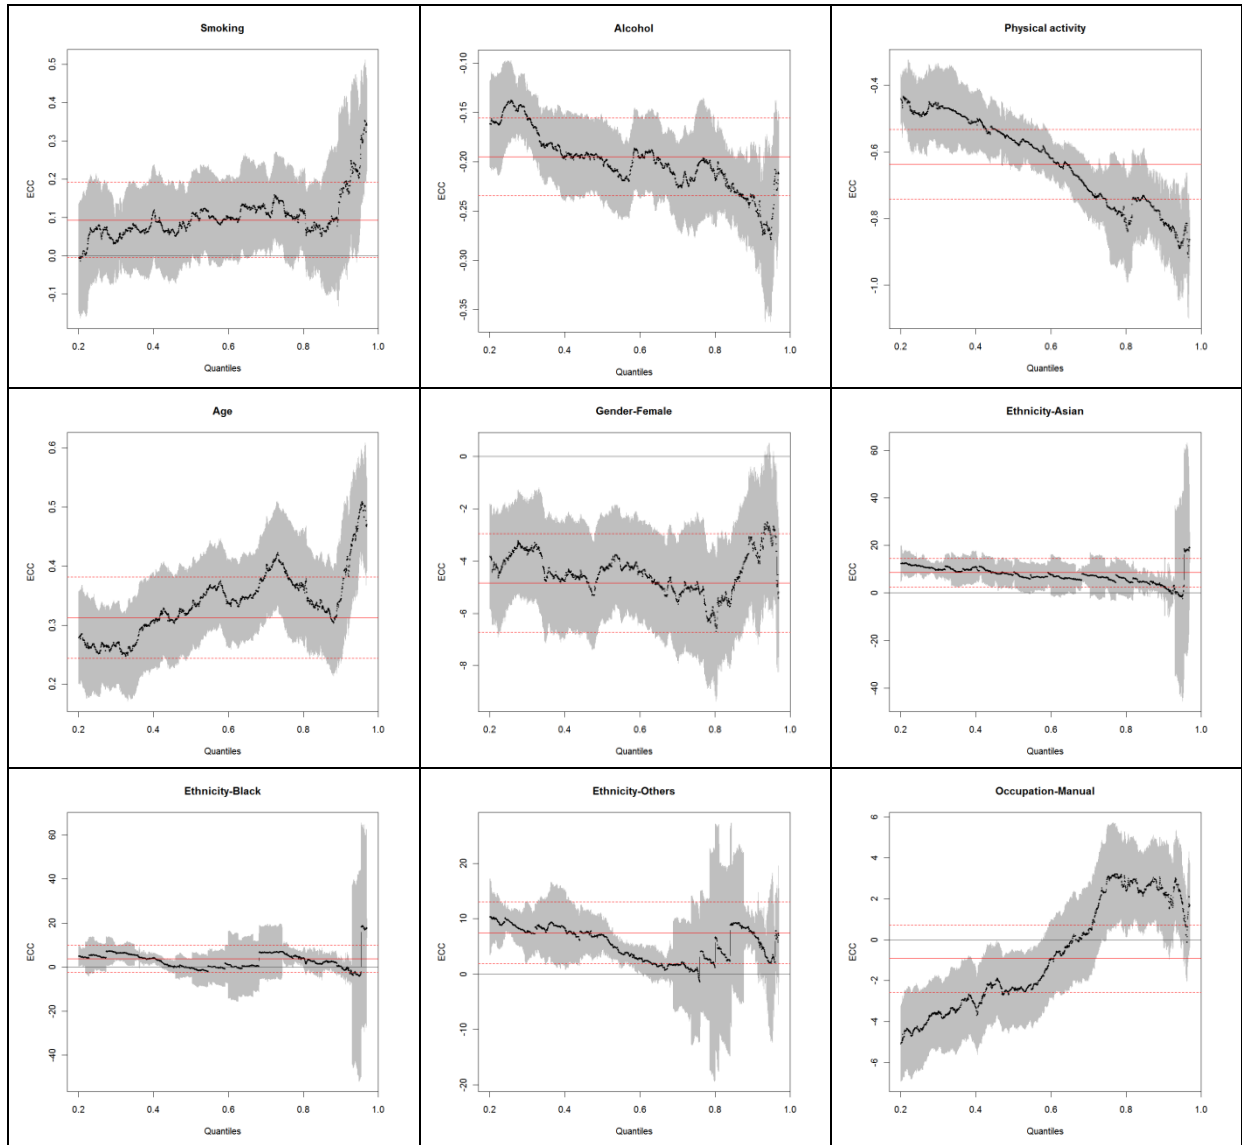 Smoking
ECC
0.5
0.4
0.3
0.2
0.1
0.0
-0.1
0.2 0.4 0.6 0.8 1.0
Quantiles
Alcohol
ECC
-0.10
-0.15
-0.20
-0.25
-0.30
-0.35
0.2 0.4 0.6 0.8 1.0
Quantiles
Physical activity
ECC
-0.4
-0.6
-0.8
-1.0
0.2 0.4 0.6 0.8 1.0
Quantiles
Age
ECC
0.6
0.5
0.4
0.3
0.2
0.2 0.4 0.6 0.8 1.0
Quantiles
Gender-Female
ECC
0
-2
-4
-6
-8
0.2 0.4 0.6 0.8 1.0
Quantiles
Ethnicity-Asian
ECC
60
40
20
0
-20
-40
0.2 0.4 0.6 0.8 1.0
Quantiles
Ethnicity-Black
ECC
60
40
20
0
-20
-40
0.2 0.4 0.6 0.8 1.0
Quantiles
Ethnicity-Others
ECC
20
10
0
-10
-20
0.2 0.4 0.6 0.8 1.0
Quantiles
Occupation-Manual
ECC
6
4
2
0
-2
-4
-6
0.2 0.4 0.6 0.8 1.0
Quantiles